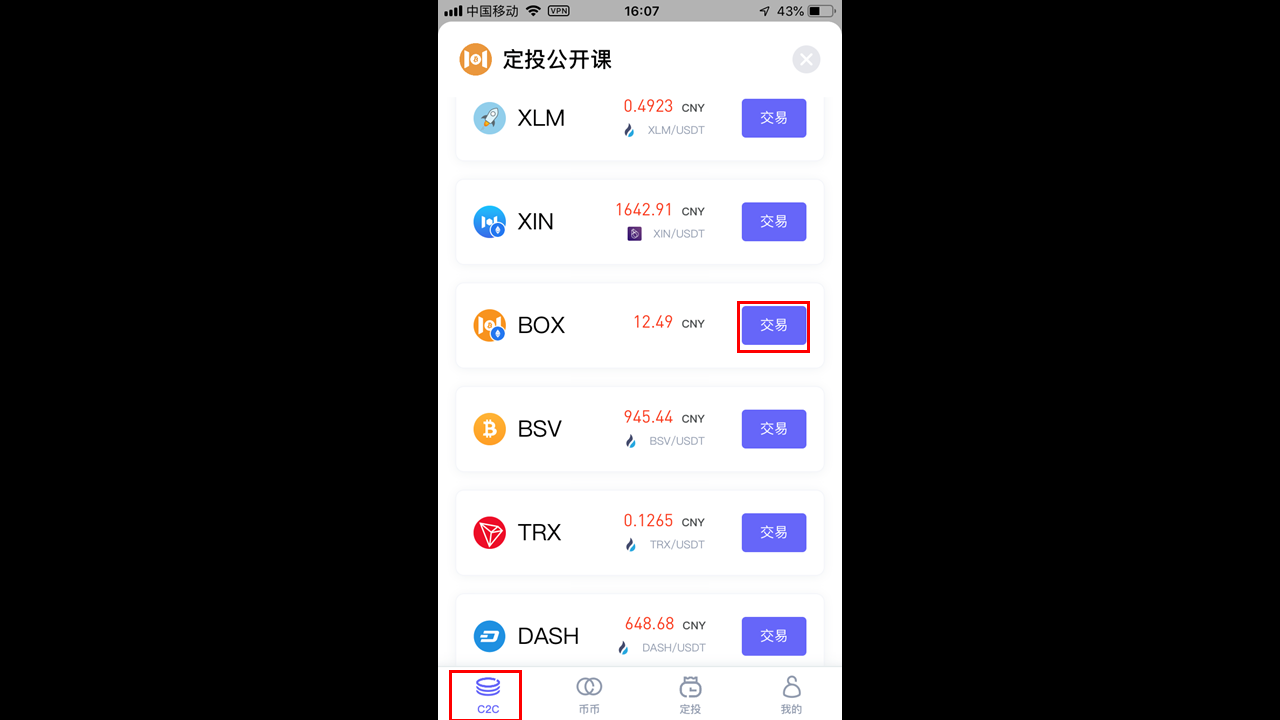 中国移动 VPN 16:07 43%
定投公开课
XLM 0.4923 CNY 交易
XLM/USDT
XIN 1642.91 CNY 交易
XIN/USDT
BOX 12.49 CNY 交易
BSV 945.44 CNY 交易
BSV/USDT
TRX 0.1265 CNY 交易
TRX/USDT
DASH 648.68 CNY 交易
DASH/USDT
C2C 币币 定投 我的